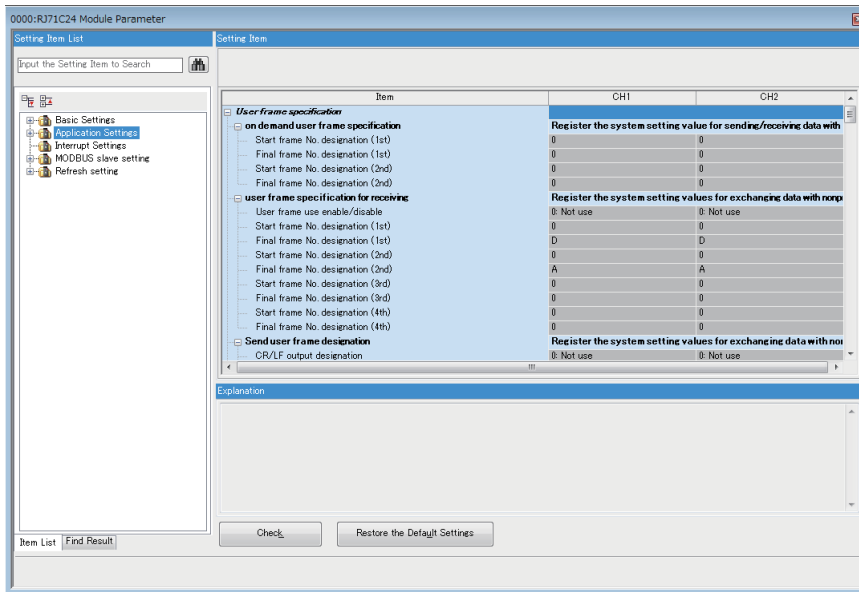 0000:RJ71C24 Module Parameter
Setting Item List
Setting Item
Input the Setting Item to Search
Basic Settings
Application Settings
Interrupt Settings
MODBUS slave setting
Refresh setting
Item CH1 CH2
User frame specification
on demand user frame specification Register the system setting value for sending/receiving data with
Start frame No. designation (1st) 0 0
Final frame No. designation (1st) 0 0
Start frame No. designation (2nd) 0 0
Final frame No. designation (2nd) 0 0
user frame specification for receiving Register the system setting values for exchanging data with nonp
User frame use enable/disable 0: Not use 0: Not use
Start frame No. designation (1st) 0 0
Final frame No. designation (1st) D D
Start frame No. designation (2nd) 0 0
Final frame No. designation (2nd) A A
Start frame No. designation (3rd) 0 0
Final frame No. designation (3rd) 0 0
Start frame No. designation (4th) 0 0
Final frame No. designation (4th) 0 0
Send user frame designation Register the system setting values for exchanging data with no
CR/LF output designation 0: Not use 0: Not use
Explanation
Check
Restore the Default Settings
Item List
Find Result